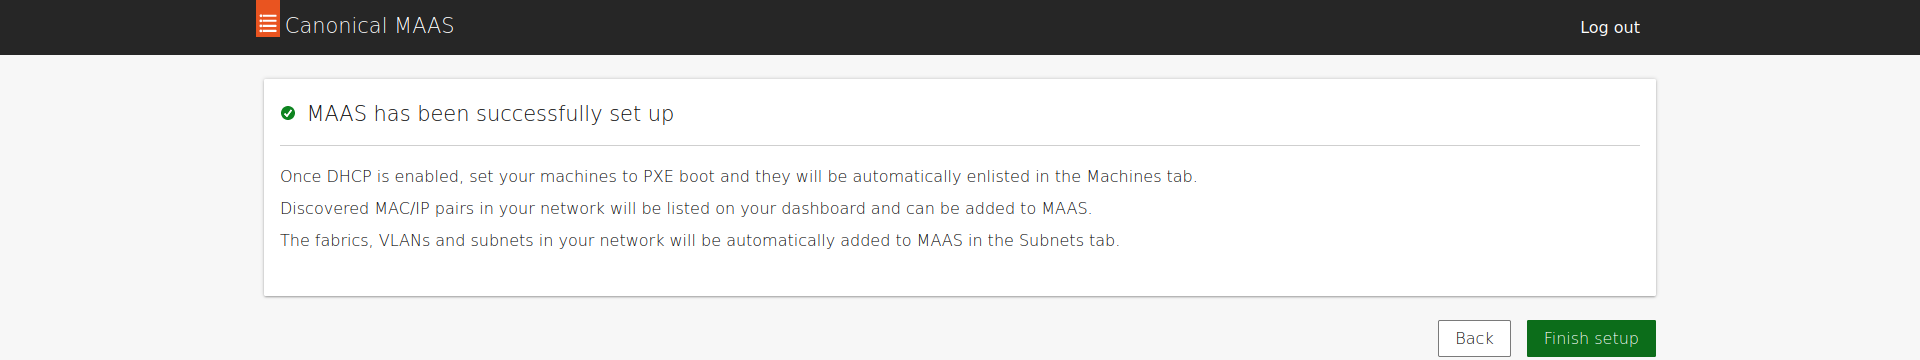 Canonical MAAS
Log out
MAAS has been successfully set up
Once DHCP is enabled, set your machines to PXE boot and they will be automatically enlisted in the Machines tab.
Discovered MAC/IP pairs in your network will be listed on your dashboard and can be added to MAAS.
The fabrics, VLANs and subnets in your network will be automatically added to MAAS in the Subnets tab.
Back
Finish setup